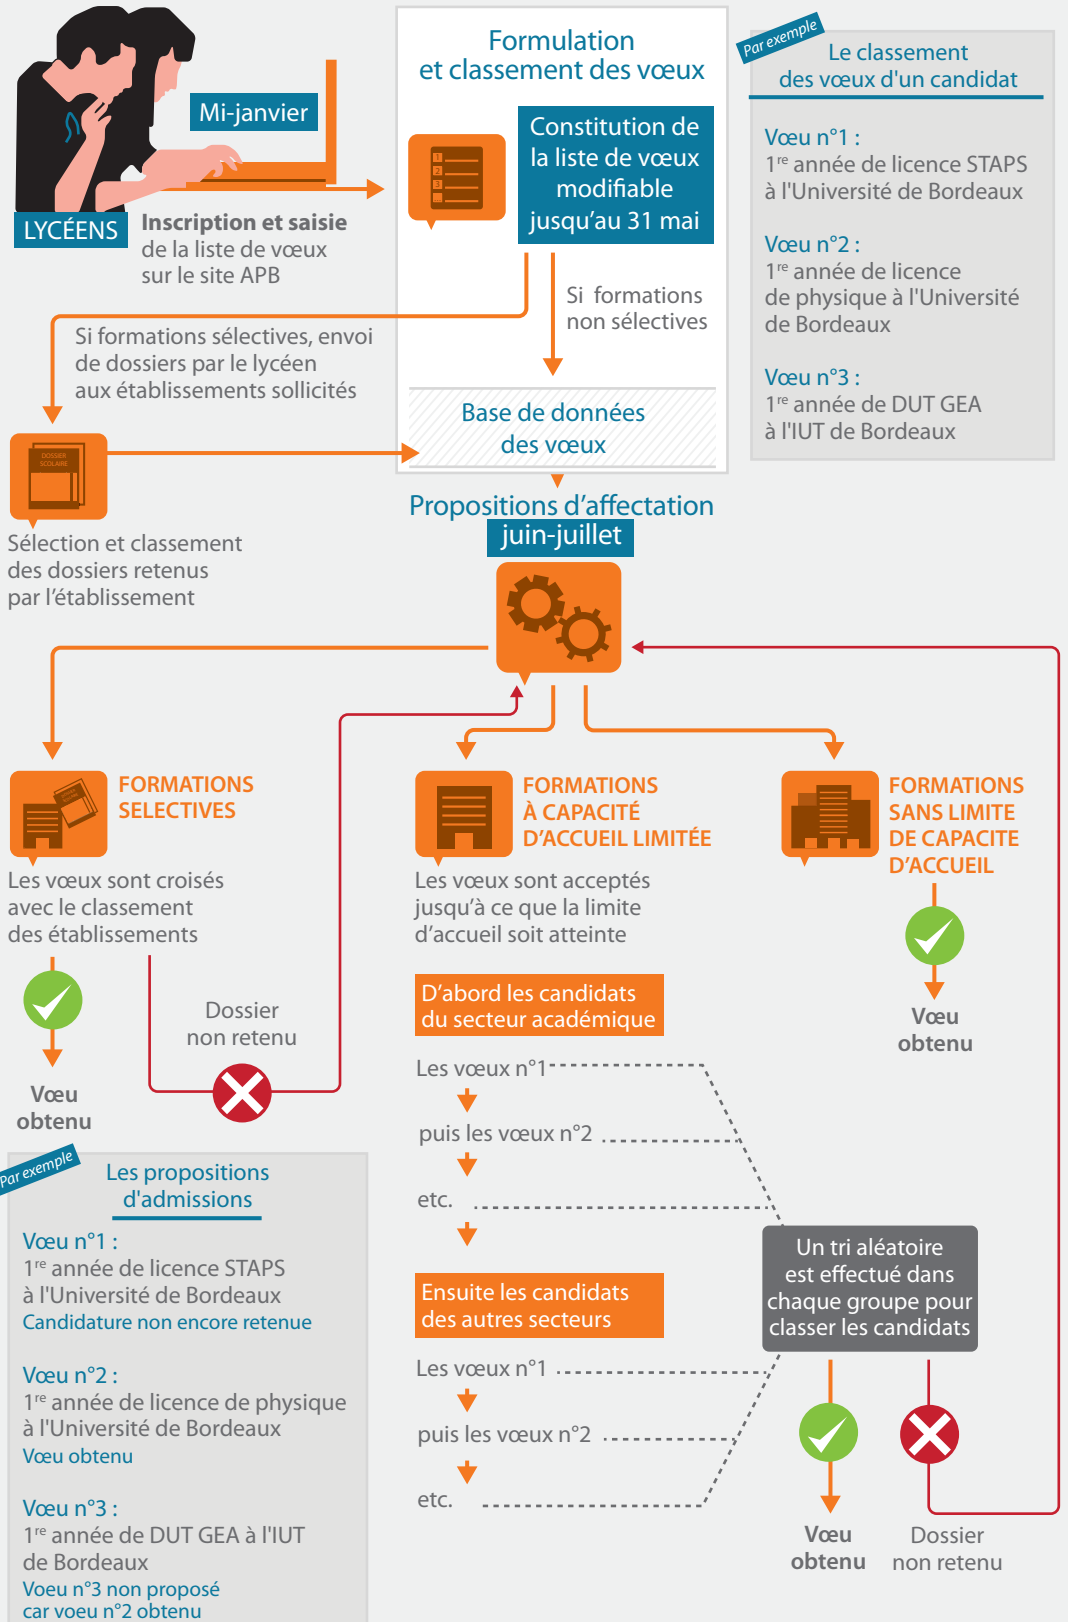 Mi-janvier
LYCÉENS
Inscription et saisie
de la liste de vœux
sur le site APB
Formulation
et classement des vœux
1
2
3
...
Constitution de
la liste de vœux
modifiable
jusqu'au 31 mai
Par exemple
Le classement
des vœux d'un candidat
Vœu n°1 :
1re année de licence STAPS
à l'Université de Bordeaux
Vœu n°2 :
1re année de licence
de physique à l'Université
de Bordeaux
Vœu n°3 :
1re année de DUT GEA
à l'IUT de Bordeaux
Si formations
non sélectives
Si formations sélectives, envoi
de dossiers par le lycéen
aux établissements sollicités
Base de données
des vœux
DOSSIER
SCOLAIRE
Sélection et classement
des dossiers retenus
par l’établissement
Propositions d’affectation
juin-juillet
FORMATIONS
SELECTIVES
Les vœux sont croisés
avec le classement
des établissements
Dossier
non retenu
Vœu
obtenu
FORMATIONS
À CAPACITÉ
D’ACCUEIL LIMITÉE
Les vœux sont acceptés
jusqu’à ce que la limite
d’accueil soit atteinte
FORMATIONS
SANS LIMITE
DE CAPACITE
D’ACCUEIL
Vœu
obtenu
D’abord les candidats
du secteur académique
Les vœux n°1
puis les vœux n°2
etc.
Ensuite les candidats
des autres secteurs
Les vœux n°1
puis les vœux n°2
etc.
Un tri aléatoire
est effectué dans
chaque groupe pour
classer les candidats
Vœu
obtenu
Dossier
non retenu
Par exemple
Les propositions
d'admissions
Vœu n°1 :
1re année de licence STAPS
à l'Université de Bordeaux
Candidature non encore retenue
Vœu n°2 :
1re année de licence de physique
à l'Université de Bordeaux
Vœu obtenu
Vœu n°3 :
1re année de DUT GEA à l'IUT
de Bordeaux
Voeu n°3 non proposé
car voeu n°2 obtenu